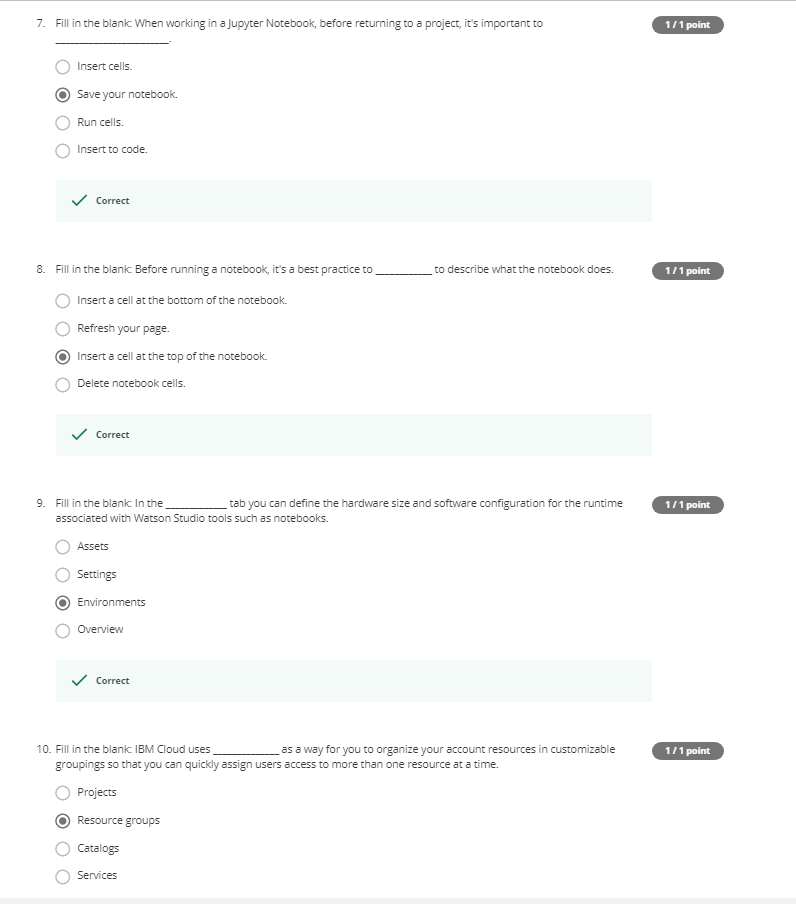 7. Fill in the blank: When working in a Jupyter Notebook, before returning to a project, it's important to 1 / 1 point
____________________.
Insert cells.
Save your notebook.
Run cells.
Insert to code.
Correct
8. Fill in the blank: Before running a notebook, it's a best practice to __________ to describe what the notebook does. 1 / 1 point
Insert a cell at the bottom of the notebook.
Refresh your page.
Insert a cell at the top of the notebook.
Delete notebook cells.
Correct
9. Fill in the blank: In the ___________ tab you can define the hardware size and software configuration for the runtime 1 / 1 point
associated with Watson Studio tools such as notebooks.
Assets
Settings
Environments
Overview
Correct
10. Fill in the blank: IBM Cloud uses ____________ as a way for you to organize your account resources in customizable 1 / 1 point
groupings so that you can quickly assign users access to more than one resource at a time.
Projects
Resource groups
Catalogs
Services